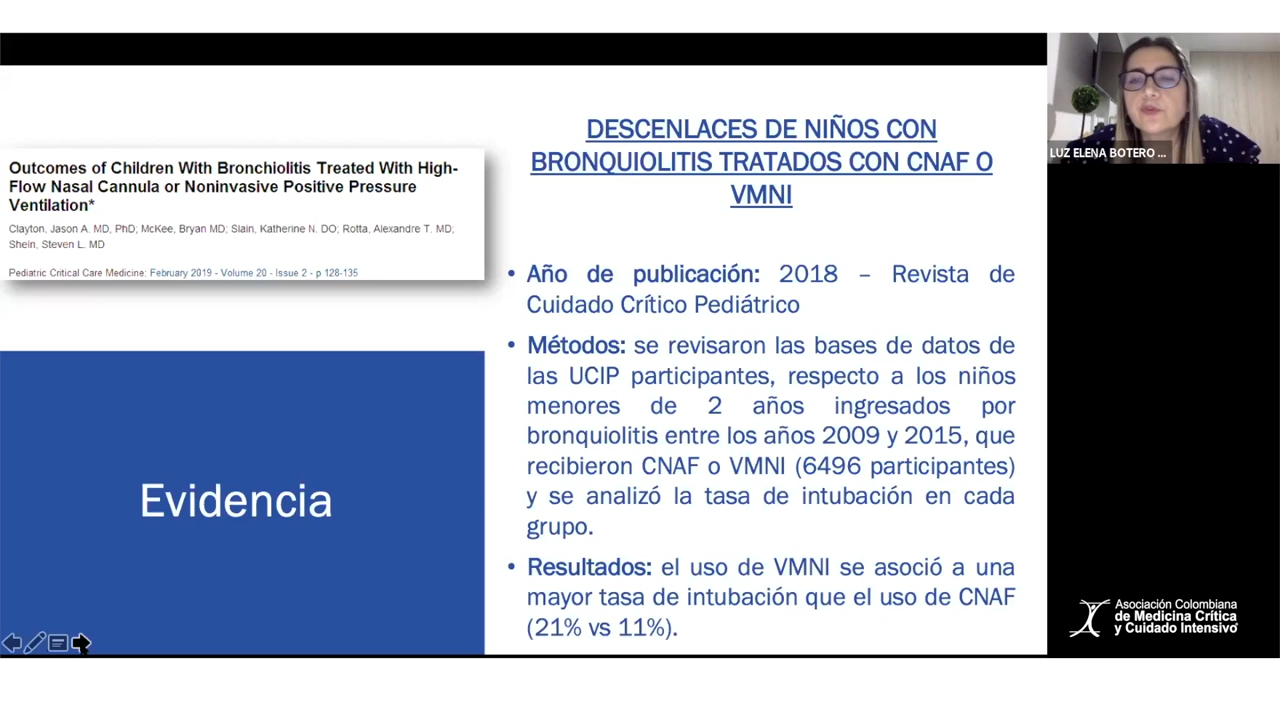 Outcomes of Children With Bronchiolitis Treated With High-
Flow Nasal Cannula or Noninvasive Positive Pressure
Ventilation*
Clayton, Jason A. MD, PhD; McKee, Bryan MD; Slain, Katherine N. DO; Rotta, Alexandre T. MD;
Shein, Steven L. MD
Pediatric Critical Care Medicine: February 2019 - Volume 20 - Issue 2 - p 128-135
Evidencia
DESCENLACES DE NIÑOS CON
BRONQUIOLITIS TRATADOS CON CNAF O
VMNI
• Año de publicación: 2018 – Revista de
Cuidado Crítico Pediátrico
• Métodos: se revisaron las bases de datos de
las UCIP participantes, respecto a los niños
menores de 2 años ingresados por
bronquiolitis entre los años 2009 y 2015, que
recibieron CNAF o VMNI (6496 participantes)
y se analizó la tasa de intubación en cada
grupo.
• Resultados: el uso de VMNI se asoció a una
mayor tasa de intubación que el uso de CNAF
(21% vs 11%).
LUZ ELENA BOTERO ...
Asociación Colombiana
de Medicina Crítica
y Cuidado Intensivo